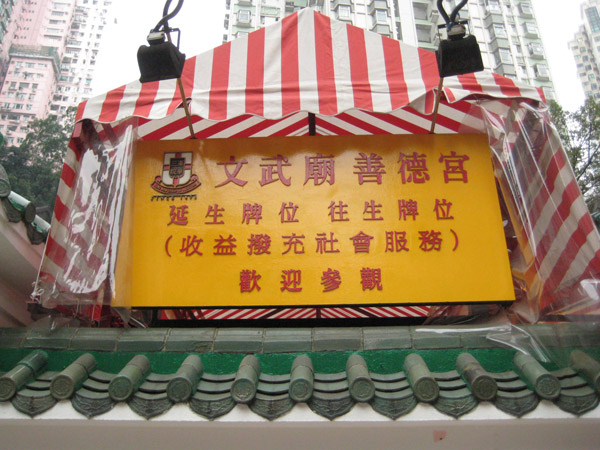 文武廟善德宮
延生牌位 往生牌位
（收益撥充社會服務）
歡迎參觀